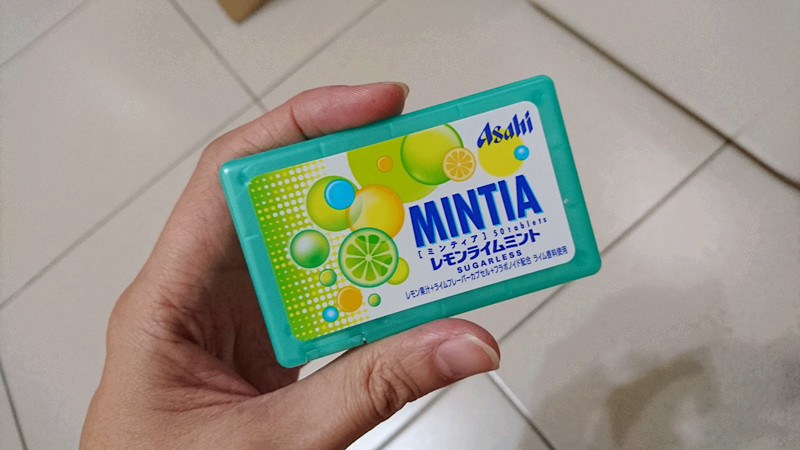 Asahi
MINTIA
[ミンティア] 50tablets
レモンライムミント
SUGARLESS
レモン果汁+ライムフレーバーカプセル+フラボノイド配合 ライム香料使用